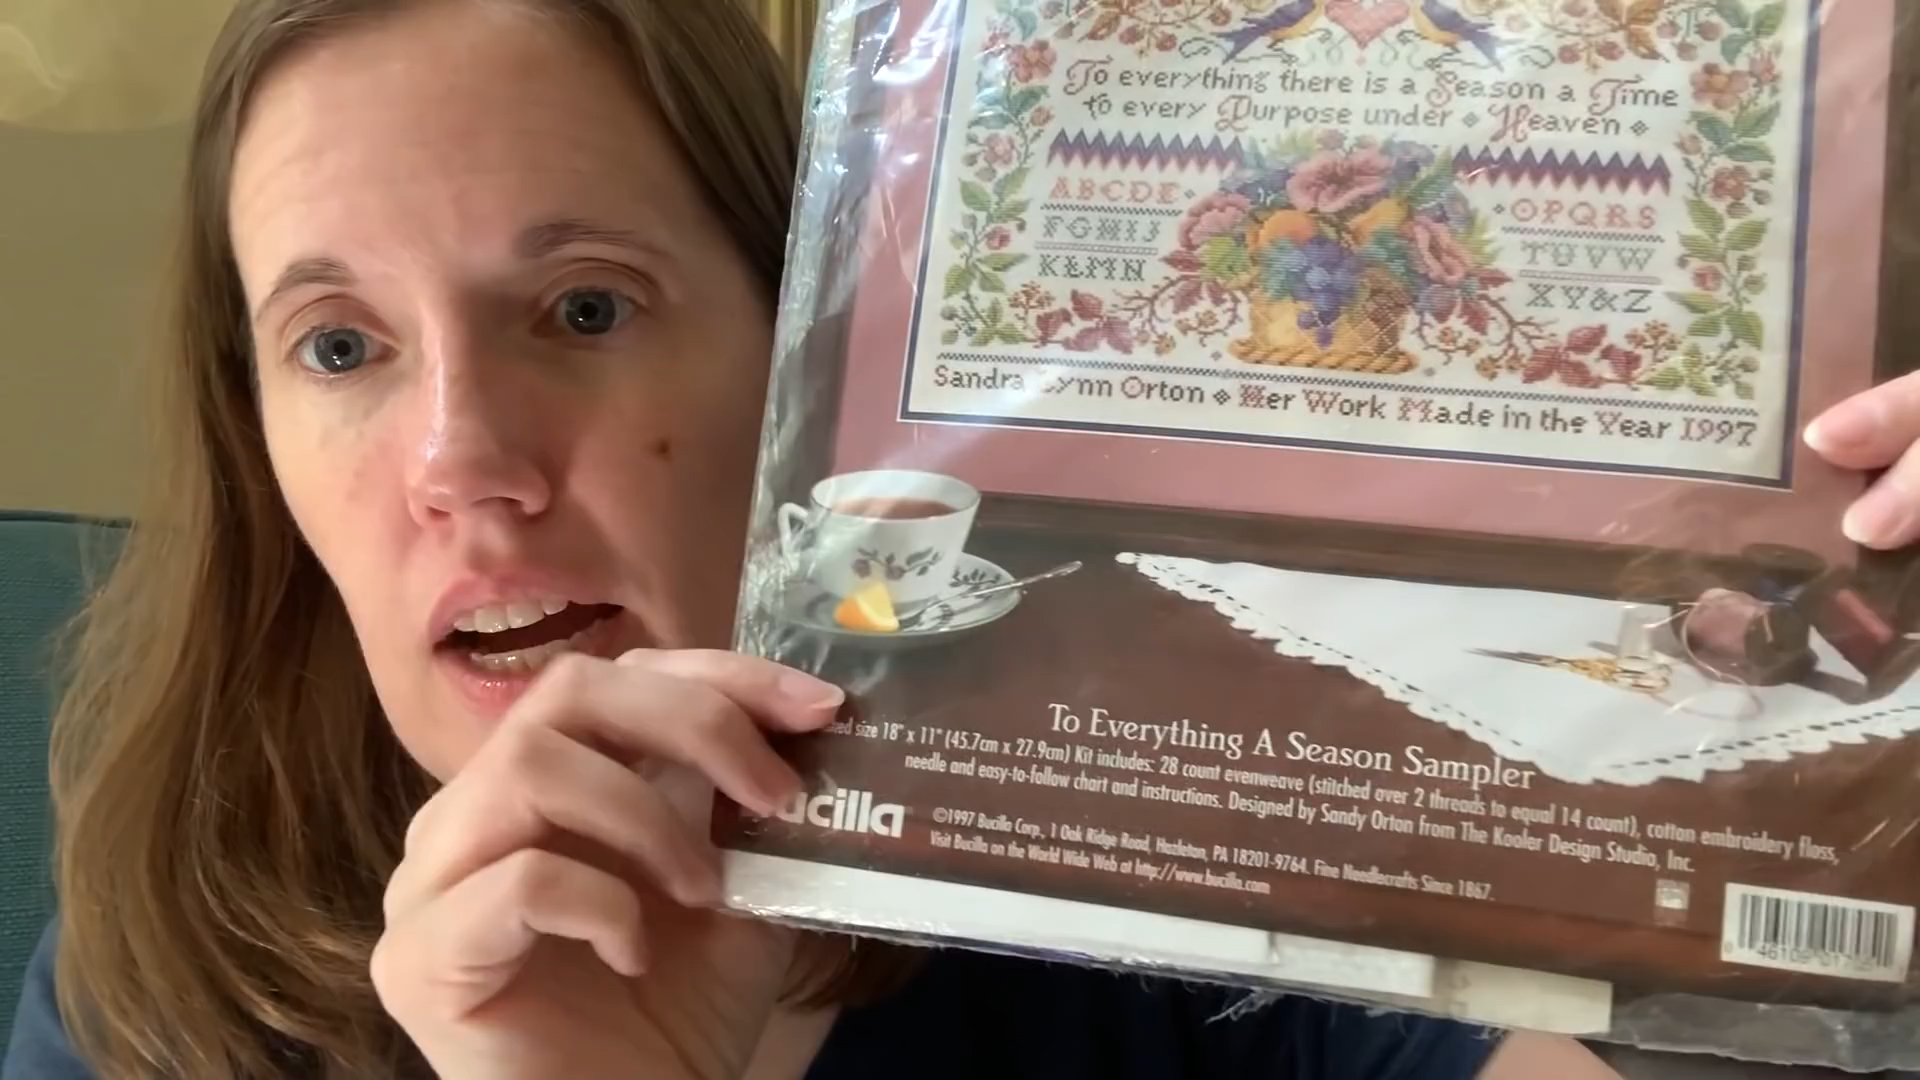 To everything there is a Season a Time
to every Purpose under Heaven
ABCDE
FGHIJ
KLMN
OPQRS
TUVW
XY&Z
Sandra Lynn Orton Her Work Made in the Year 1997
To Everything A Season Sampler
size 18" x 11" (45.7cm x 27.9cm) Kit includes: 28 count evenweave (stitched over 2 threads to equal 14 count), cotton embroidery floss,
needle and easy-to-follow chart and instructions. Designed by Sandy Orton from The Kooler Design Studio, Inc.
Bucilla
©1997 Bucilla Corp., 1 Oak Ridge Road, Hazleton, PA 18201-9764. Fine Needlecrafts Since 1867.
Visit Bucilla on the World Wide Web at http://www.bucilla.com